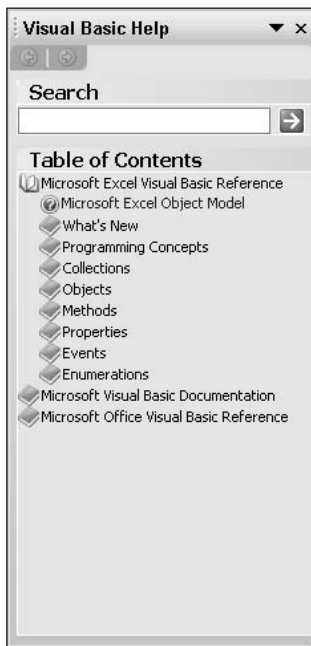 Visual Basic Help
Search
Table of Contents
Microsoft Excel Visual Basic Reference
Microsoft Excel Object Model
What's New
Programming Concepts
Collections
Objects
Methods
Properties
Events
Enumerations
Microsoft Visual Basic Documentation
Microsoft Office Visual Basic Reference